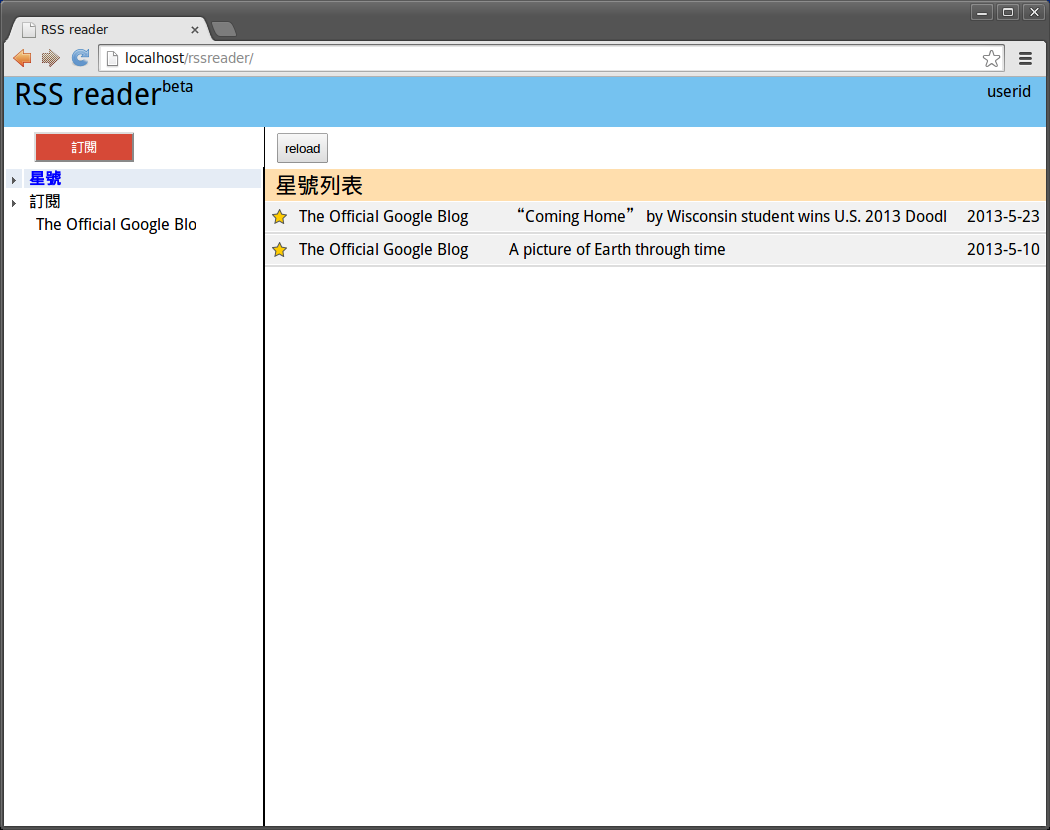 RSS reader
localhost/rssreader/
RSS reader beta
userid
訂閱
星號
訂閱
The Official Google Blo
reload
星號列表
The Official Google Blog “Coming Home” by Wisconsin student wins U.S. 2013 Doodl 2013-5-23
The Official Google Blog A picture of Earth through time 2013-5-10